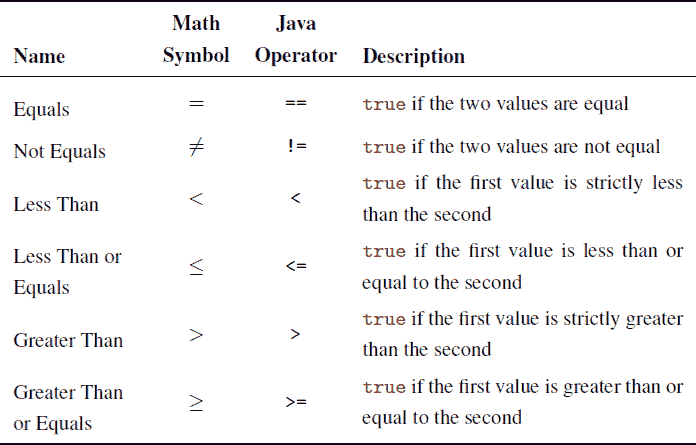 Math Java
Name Symbol Operator Description
Equals = == true if the two values are equal
Not Equals ≠ != true if the two values are not equal
Less Than < < true if the first value is strictly less
than the second
Less Than or
Equals ≤ <= true if the first value is less than or
equal to the second
Greater Than > > true if the first value is strictly greater
than the second
Greater Than
or Equals ≥ >= true if the first value is greater than or
equal to the second